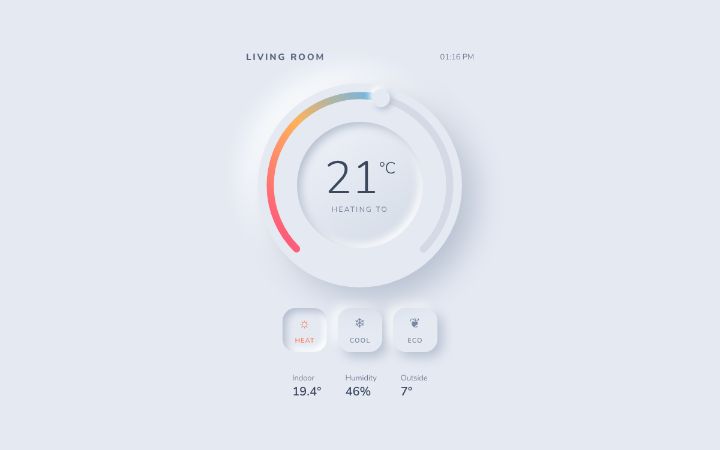 LIVING ROOM
01:16 PM
21°C
HEATING TO
HEAT
COOL
ECO
Indoor
19.4°
Humidity
46%
Outside
7°